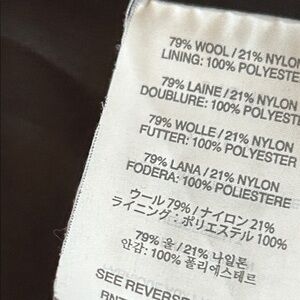 79% WOOL / 21% NYLON
LINING: 100% POLYESTE
79% LAINE / 21% NYLON
DOUBLURE: 100% POLYEST
79% WOLLE / 21% NYLON
FUTTER: 100% POLYESTER
79% LANA / 21% NYLON
FODERA: 100% POLIESTERE
ウール 79% / ナイロン 21%
ライニング : ポリエステル 100%
79% 울 / 21% 나일론
안감: 100% 폴리에스테르
SEE REVERS